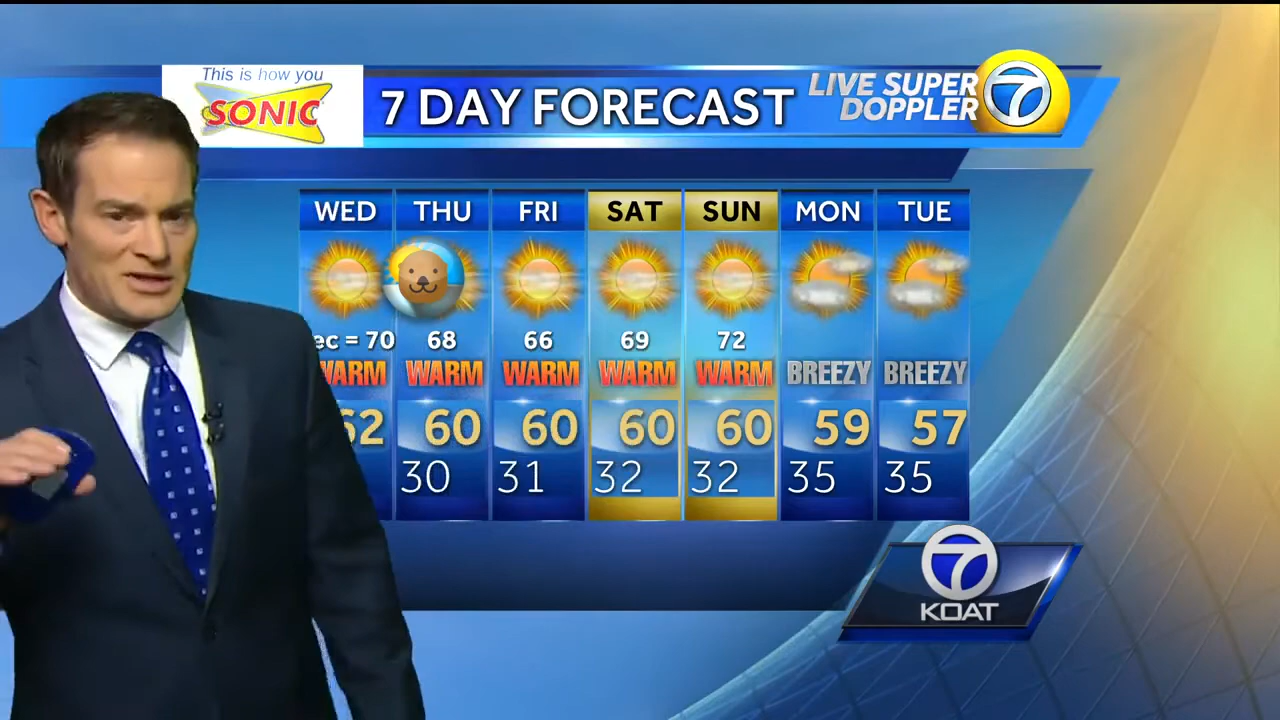 This is how you
SONIC
7 DAY FORECAST
LIVE SUPER
DOPPLER
7
WED THU FRI SAT SUN MON TUE
ec = 70 68 66 69 72
WARM WARM WARM WARM WARM BREEZY BREEZY
62 60 60 60 60 59 57
30 31 32 32 35 35
7
KOAT